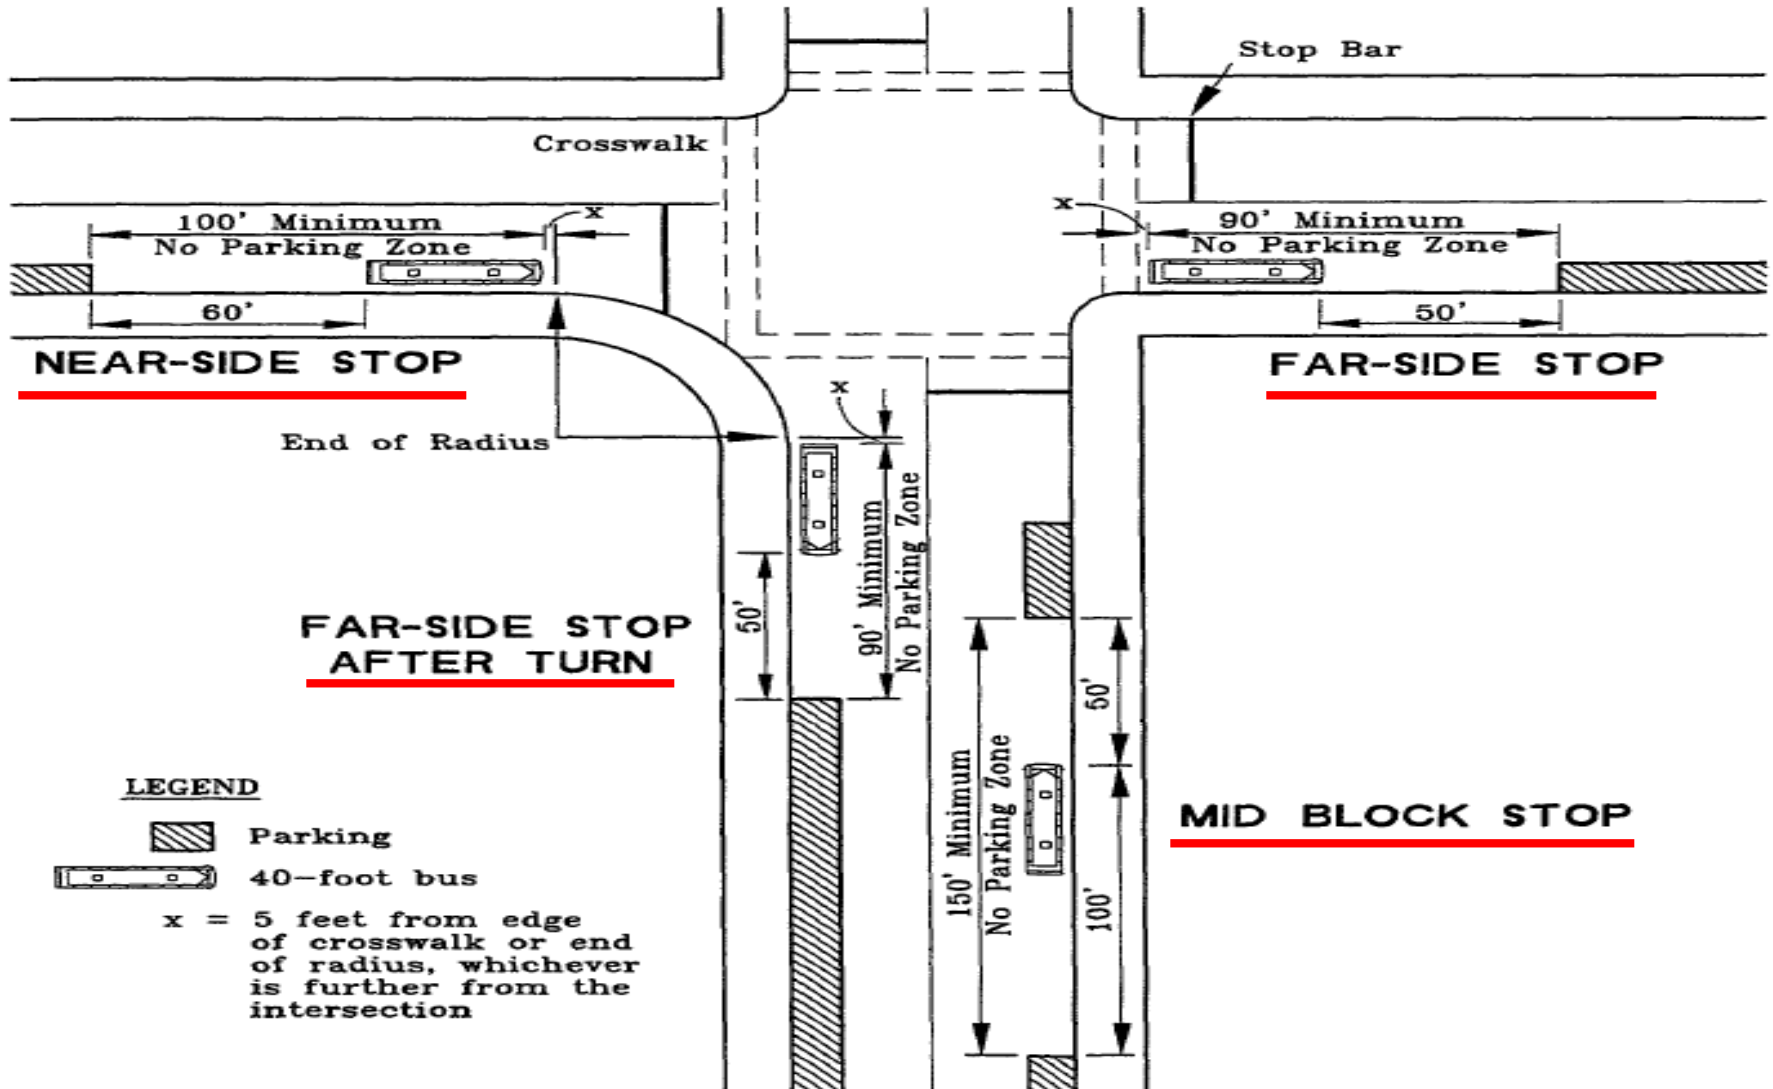 Stop Bar
Crosswalk
x
100' Minimum
No Parking Zone
60'
NEAR-SIDE STOP
x
90' Minimum
No Parking Zone
50'
FAR-SIDE STOP
End of Radius
x
90' Minimum
No Parking Zone
50'
FAR-SIDE STOP
AFTER TURN
150' Minimum
No Parking Zone
50'
100'
MID BLOCK STOP
LEGEND
Parking
40-foot bus
x = 5 feet from edge
of crosswalk or end
of radius, whichever
is further from the
intersection